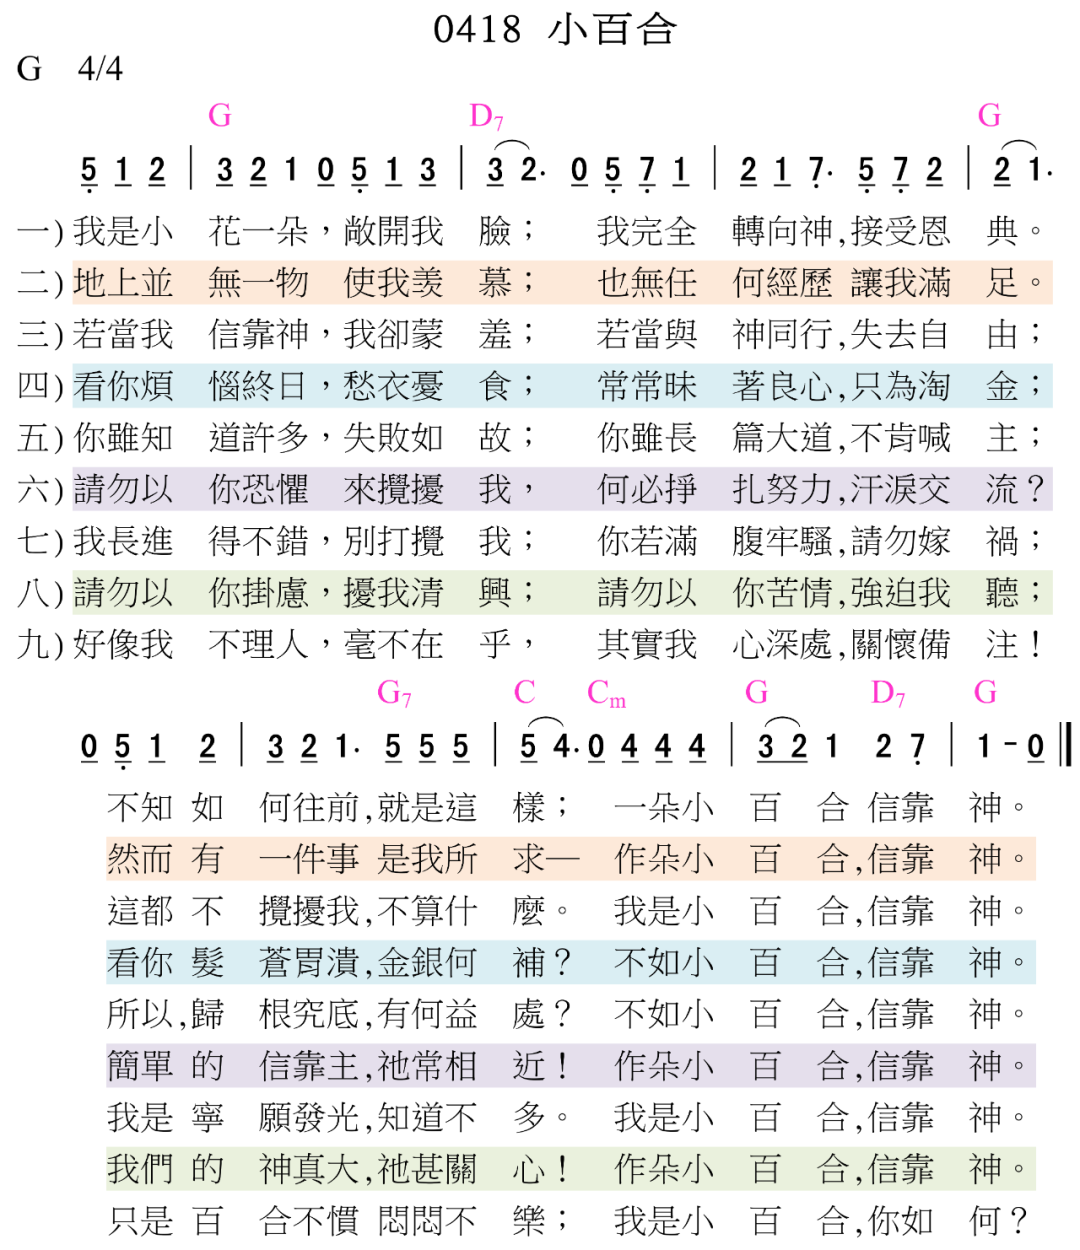 0418 小百合
G 4/4
G D7 G
5 1 2 | 3 2 1 0 5 1 3 | 3 2. 0 5 7 1 | 2 1 7. 5 7 2 | 2 1.
一)我是小 花一朵，敞開我 臉； 我完全 轉向神,接受恩 典。
二)地上並 無一物 使我羨 慕； 也無任 何經歷 讓我滿 足。
三)若當我 信靠神，我卻蒙 羞； 若當與 神同行,失去自 由；
四)看你煩 惱終日，愁衣憂 食； 常常昧 著良心,只為淘 金；
五)你雖知 道許多，失敗如 故； 你雖長 篇大道,不肯喊 主；
六)請勿以 你恐懼 來攪擾 我， 何必掙 扎努力,汗淚交 流？
七)我長進 得不錯，別打攪 我； 你若滿 腹牢騷,請勿嫁 禍；
八)請勿以 你掛慮，擾我清 興； 請勿以 你苦情,強迫我 聽；
九)好像我 不理人，毫不在 乎， 其實我 心深處,關懷備 注！
G7 C Cm G D7 G
0 5 1 2 | 3 2 1. 5 5 5 | 5 4. 0 4 4 4 | 3 2 1 2 7 | 1 - 0 ‖
不知 如 何往前,就是這 樣； 一朵小 百 合 信靠 神。
然而 有 一件事 是我所 求— 作朵小 百 合,信靠 神。
這都 不 攪擾我,不算什 麼。 我是小 百 合,信靠 神。
看你 髮 蒼胃潰,金銀何 補？ 不如小 百 合,信靠 神。
所以,歸 根究底,有何益 處？ 不如小 百 合,信靠 神。
簡單 的 信靠主,祂常相 近！ 作朵小 百 合,信靠 神。
我是 寧 願發光,知道不 多。 我是小 百 合,信靠 神。
我們 的 神真大,祂甚關 心！ 作朵小 百 合,信靠 神。
只是 百 合不慣 悶悶不 樂； 我是小 百 合,你如 何？